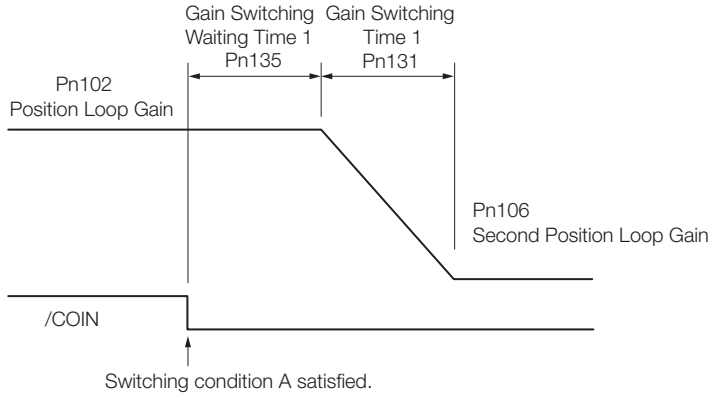 Gain Switching
Waiting Time 1
Pn135
Gain Switching
Time 1
Pn131
Pn102
Position Loop Gain
Pn106
Second Position Loop Gain
/COIN
Switching condition A satisfied.